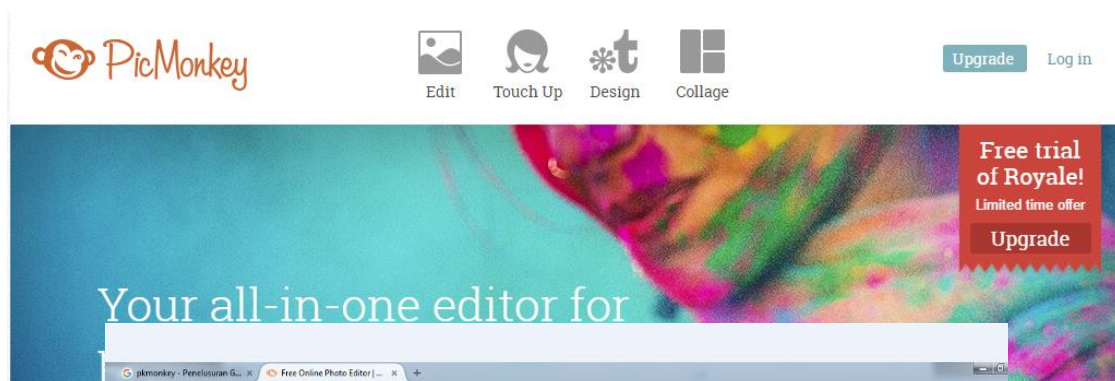 PicMonkey
Edit Touch Up Design Collage
Upgrade Log in
Free trial
of Royale!
Limited time offer
Upgrade
Your all-in-one editor for
pkmonkey - Penelusuran G... × Free Online Photo Editor | ... × +